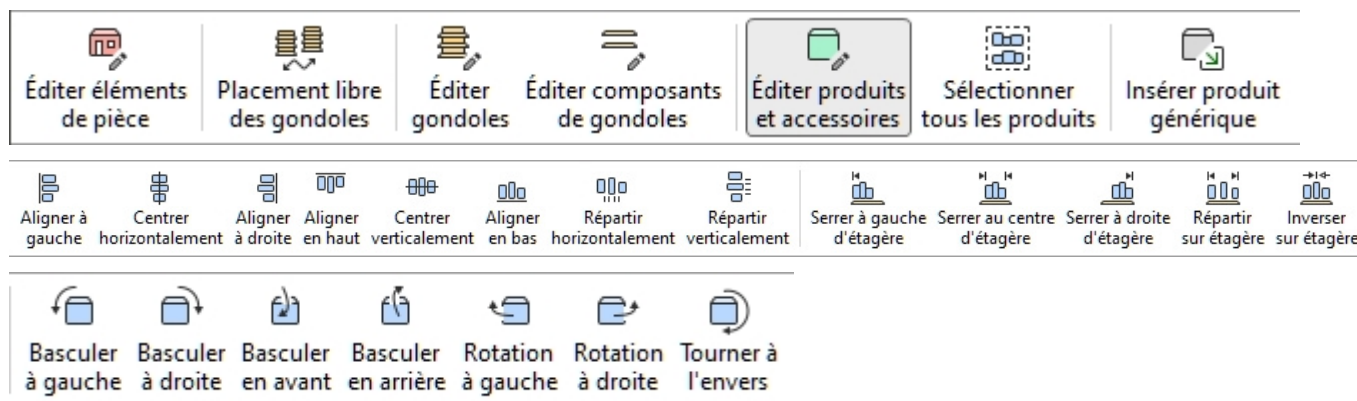 Éditer éléments Placement libre Éditer Éditer composants Éditer produits Sélectionner Insérer produit
de pièce des gondoles gondoles de gondoles et accessoires tous les produits générique
Aligner à Centrer Aligner Aligner Centrer Aligner Répartir Répartir Serrer à gauche Serrer au centre Serrer à droite Répartir Inverser
gauche horizontalement à droite en haut verticalement en bas horizontalement verticalement d'étagère d'étagère d'étagère sur étagère sur étagère
Basculer Basculer Basculer Basculer Rotation Rotation Tourner à
à gauche à droite en avant en arrière à gauche à droite l'envers